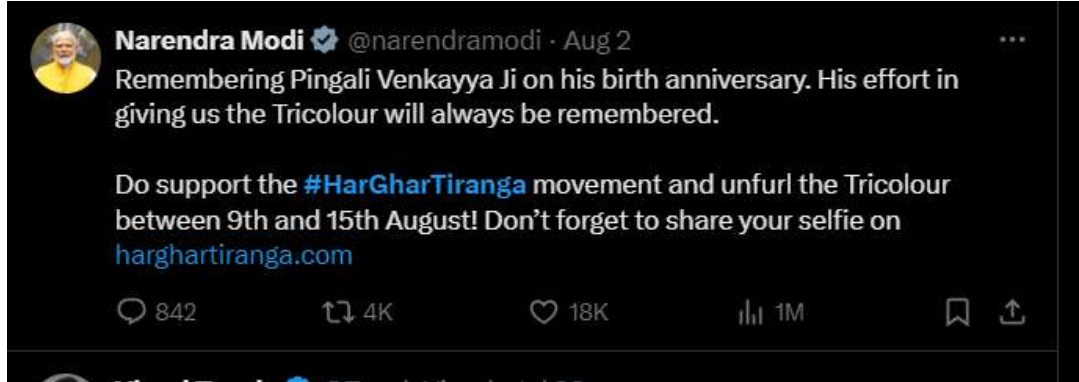 Narendra Modi @narendramodi · Aug 2
Remembering Pingali Venkayya Ji on his birth anniversary. His effort in
giving us the Tricolour will always be remembered.
Do support the #HarGharTiranga movement and unfurl the Tricolour
between 9th and 15th August! Don’t forget to share your selfie on
harghartiranga.com
842 4K 18K 1M